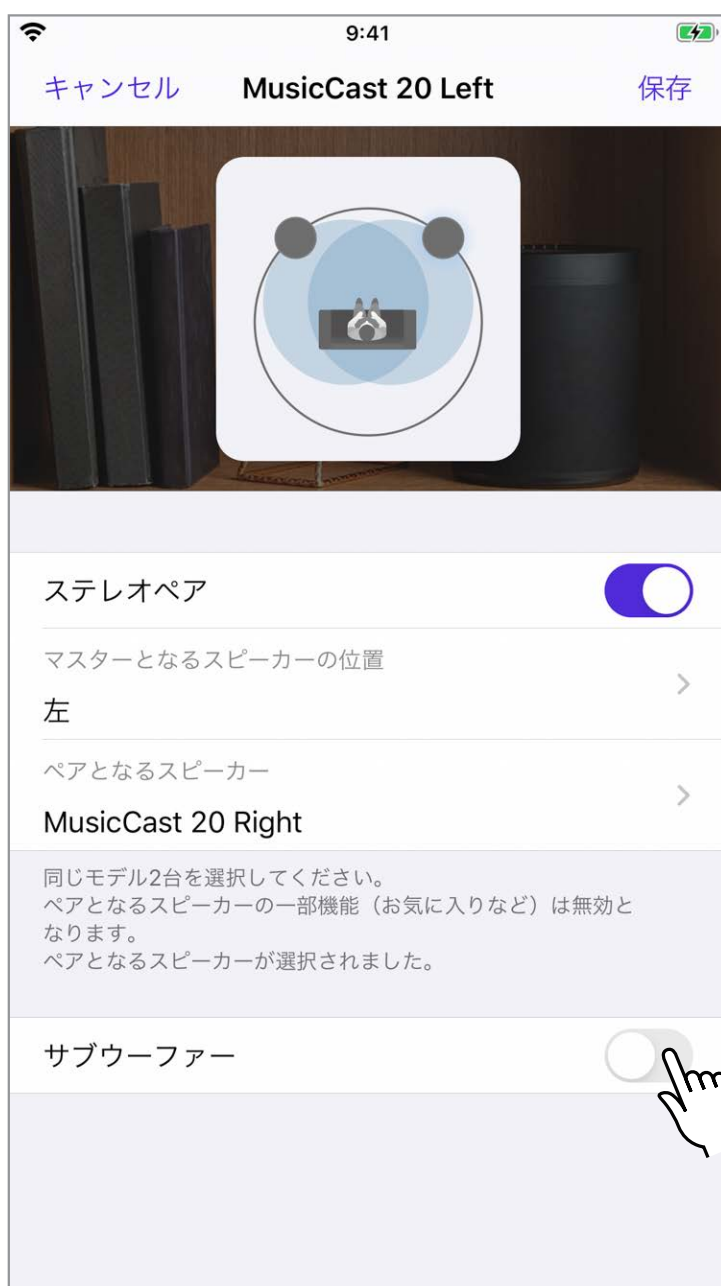 9:41
キャンセル MusicCast 20 Left 保存
ステレオペア
マスターとなるスピーカーの位置
左
ペアとなるスピーカー
MusicCast 20 Right
同じモデル2台を選択してください。
ペアとなるスピーカーの一部機能（お気に入りなど）は無効と
なります。
ペアとなるスピーカーが選択されました。
サブウーファー